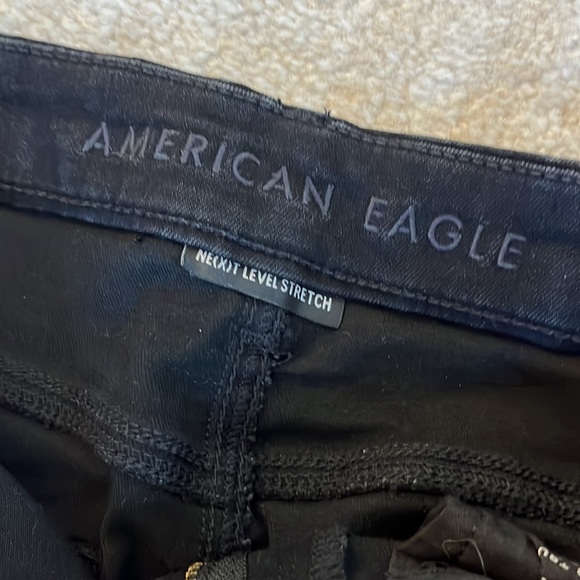 AMERICAN EAGLE
NE(X)T LEVEL STRETCH